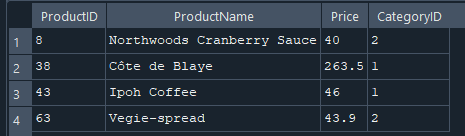 ProductID ProductName Price CategoryID
1 8 Northwoods Cranberry Sauce 40 2
2 38 Côte de Blaye 263.5 1
3 43 Ipoh Coffee 46 1
4 63 Vegie-spread 43.9 2